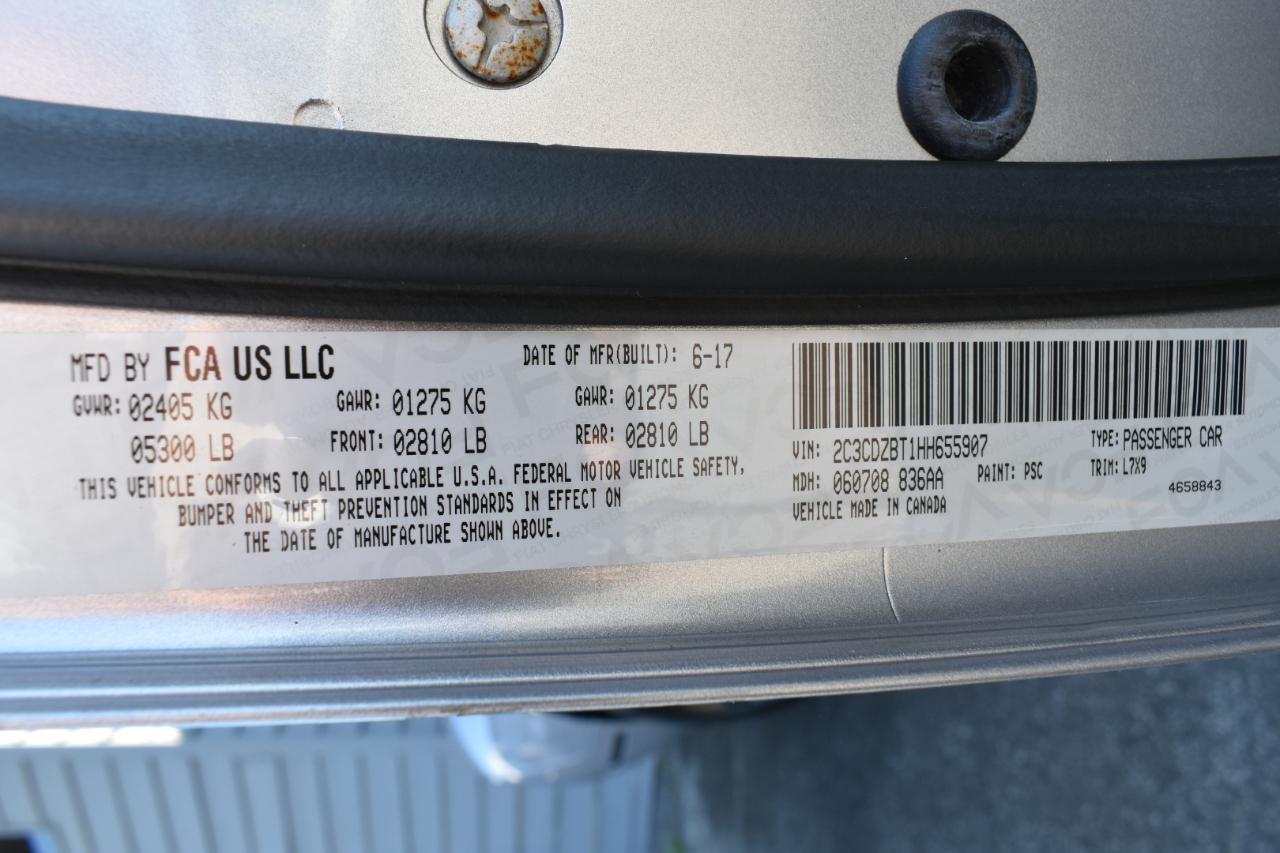 MFD BY FCA US LLC DATE OF MFR(BUILT): 6-17
GVWR: 02405 KG GAWR: 01275 KG GAWR: 01275 KG
05300 LB FRONT: 02810 LB REAR: 02810 LB
THIS VEHICLE CONFORMS TO ALL APPLICABLE U.S.A. FEDERAL MOTOR VEHICLE SAFETY,
BUMPER AND THEFT PREVENTION STANDARDS IN EFFECT ON
THE DATE OF MANUFACTURE SHOWN ABOVE.
VIN: 2C3CDZBT1HH655907 TYPE: PASSENGER CAR
MDH: 060708 836AA PAINT: PSC TRIM: L7X9
VEHICLE MADE IN CANADA 4658843